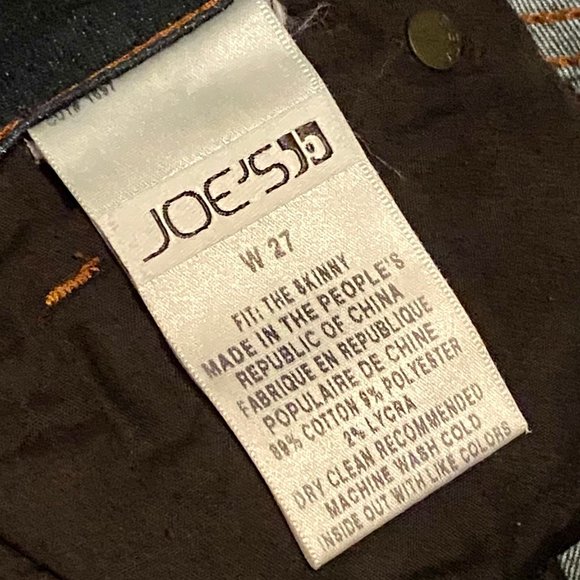 JOE'S Jb
W 27
FIT: THE SKINNY
MADE IN THE PEOPLE'S
REPUBLIC OF CHINA
FABRIQUE EN REPUBLIQUE
POPULAIRE DE CHINE
89% COTTON 9% POLYESTER
2% LYCRA
DRY CLEAN RECOMMENDED
MACHINE WASH COLD
INSIDE OUT WITH LIKE COLORS